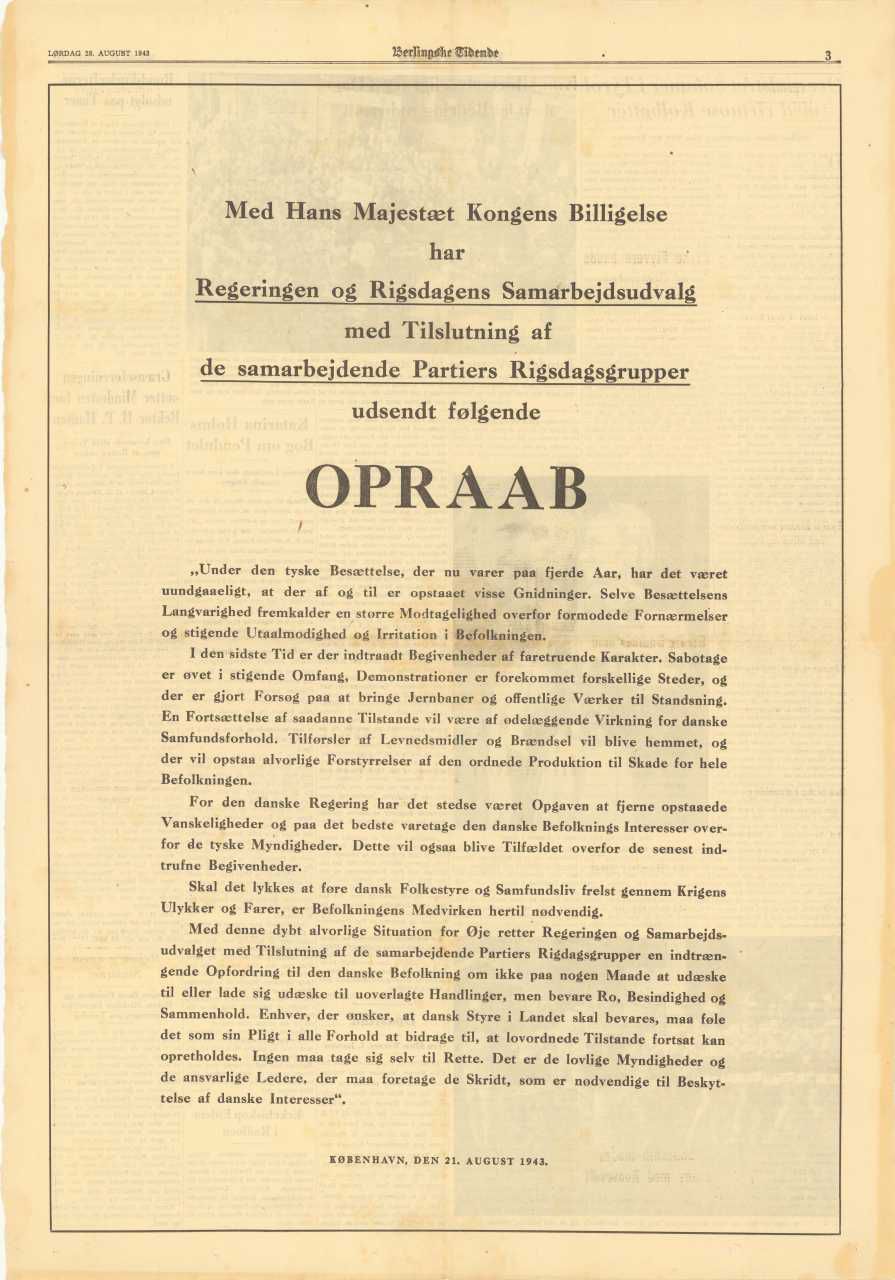 LØRDAG 28. AUGUST 1943
Berlingske Tidende
3
Med Hans Majestæt Kongens Billigelse
har
Regeringen og Rigsdagens Samarbejdsudvalg
med Tilslutning af
de samarbejdende Partiers Rigsdagsgrupper
udsendt følgende
OPRAAB
„Under den tyske Besættelse, der nu varer paa fjerde Aar, har det været
uundgaaeligt, at der af og til er opstaaet visse Gnidninger. Selve Besættelsens
Langvarighed fremkalder en større Modtagelighed overfor formodede Fornærmelser
og stigende Utaalmodighed og Irritation i Befolkningen.
I den sidste Tid er der indtraadt Begivenheder af faretruende Karakter. Sabotage
er øvet i stigende Omfang, Demonstrationer er forekommet forskellige Steder, og
der er gjort Forsøg paa at bringe Jernbaner og offentlige Værker til Standsning.
En Fortsættelse af saadanne Tilstande vil være af ødelæggende Virkning for danske
Samfundsforhold. Tilførsler af Levnedsmidler og Brændsel vil blive hemmet, og
der vil opstaa alvorlige Forstyrrelser af den ordnede Produktion til Skade for hele
Befolkningen.
For den danske Regering har det stedse været Opgaven at fjerne opstaaede
Vanskeligheder og paa det bedste varetage den danske Befolknings Interesser over-
for de tyske Myndigheder. Dette vil ogsaa blive Tilfældet overfor de senest ind-
trufne Begivenheder.
Skal det lykkes at føre dansk Folkestyre og Samfundsliv frelst gennem Krigens
Ulykker og Farer, er Befolkningens Medvirken hertil nødvendig.
Med denne dybt alvorlige Situation for Øje retter Regeringen og Samarbejds-
udvalget med Tilslutning af de samarbejdende Partiers Rigdagsgrupper en indtræn-
gende Opfordring til den danske Befolkning om ikke paa nogen Maade at udæske
til eller lade sig udæske til uoverlagte Handlinger, men bevare Ro, Besindighed og
Sammenhold. Enhver, der ønsker, at dansk Styre i Landet skal bevares, maa føle
det som sin Pligt i alle Forhold at bidrage til, at lovordnede Tilstande fortsat kan
opretholdes. Ingen maa tage sig selv til Rette. Det er de lovlige Myndigheder og
de ansvarlige Ledere, der maa foretage de Skridt, som er nødvendige til Beskyt-
telse af danske Interesser“.
KØBENHAVN, DEN 21. AUGUST 1943.